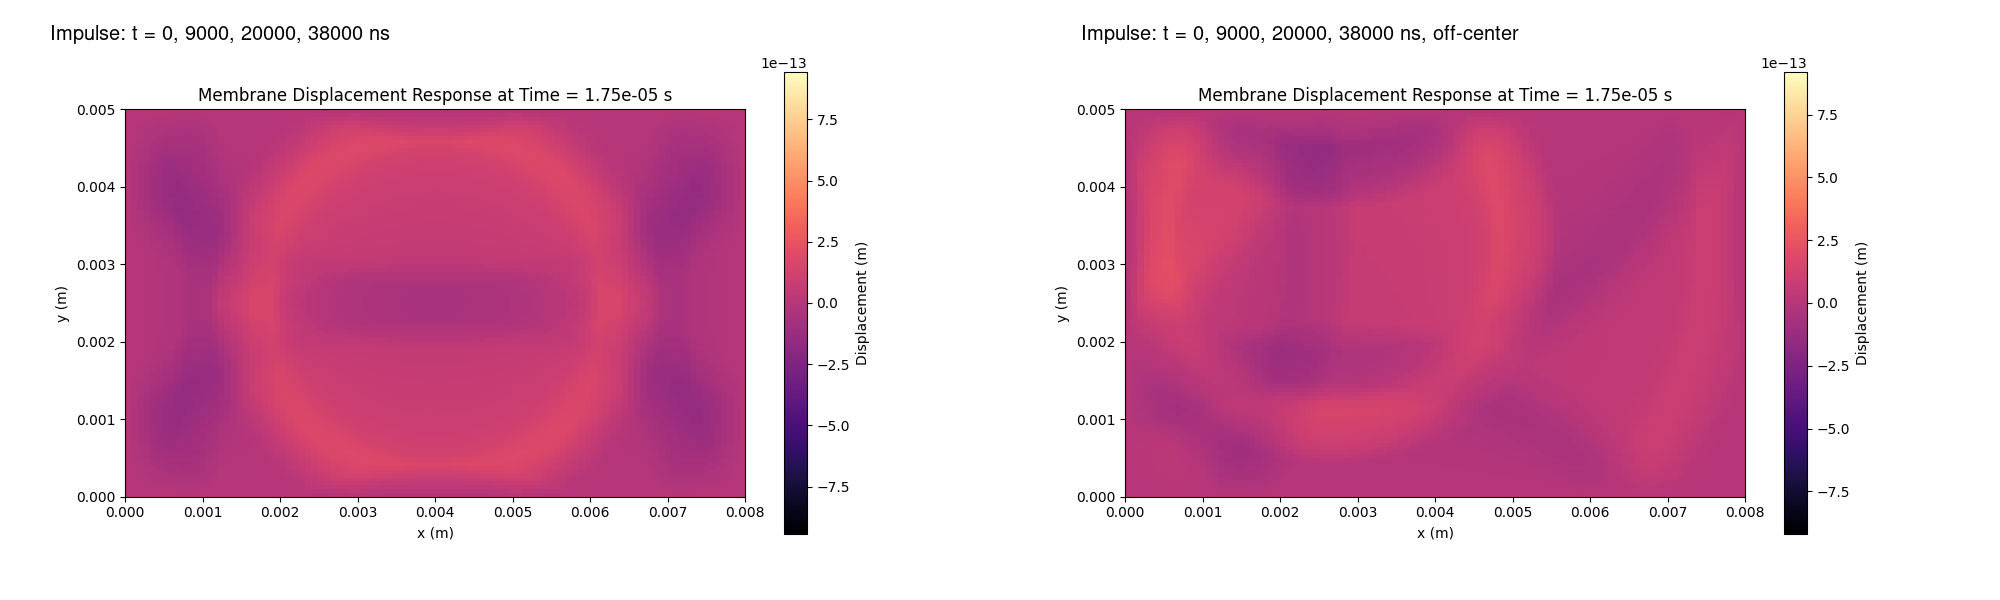 Impulse: t = 0, 9000, 20000, 38000 ns
1e−13
Membrane Displacement Response at Time = 1.75e-05 s
0.005
0.004
0.003
0.002
0.001
0.000
y (m)
0.000 0.001 0.002 0.003 0.004 0.005 0.006 0.007 0.008
x (m)
7.5
5.0
2.5
0.0
−2.5
−5.0
−7.5
Displacement (m)
Impulse: t = 0, 9000, 20000, 38000 ns, off-center
1e−13
Membrane Displacement Response at Time = 1.75e-05 s
0.005
0.004
0.003
0.002
0.001
0.000
y (m)
0.000 0.001 0.002 0.003 0.004 0.005 0.006 0.007 0.008
x (m)
7.5
5.0
2.5
0.0
−2.5
−5.0
−7.5
Displacement (m)